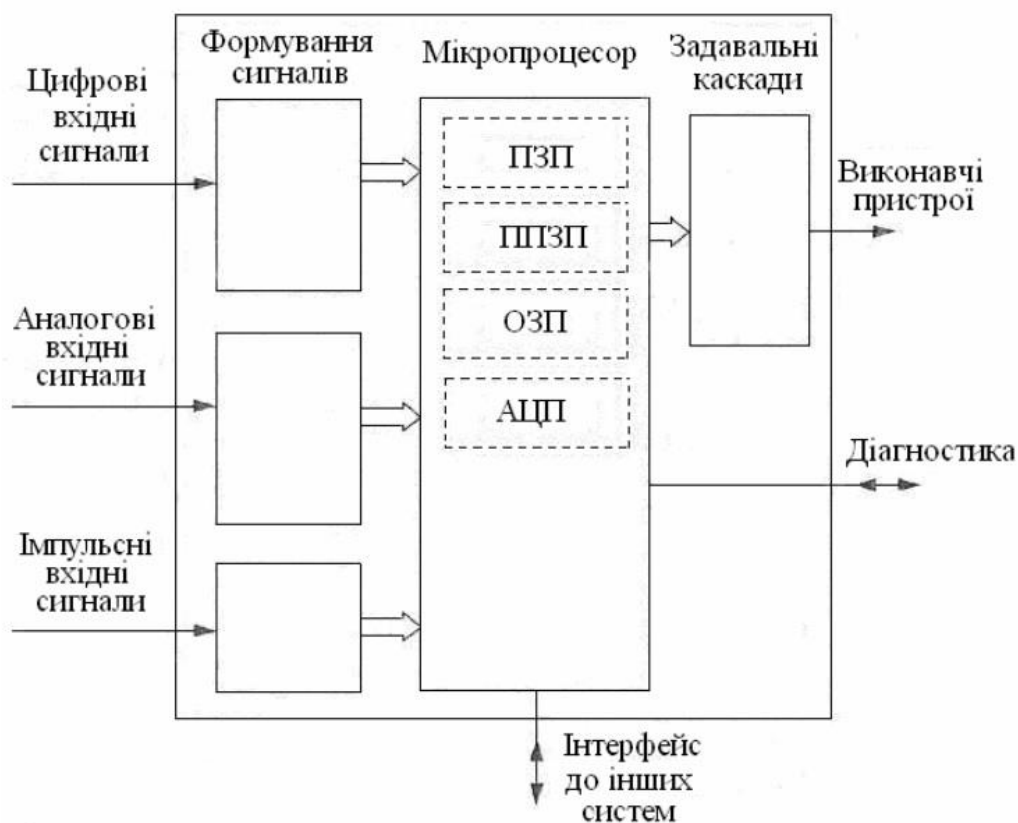 Формування
сигналів
Мікропроцесор
Задавальні
каскади
Цифрові
вхідні
сигнали
ПЗП
ППЗП
ОЗП
АЦП
Виконавчі
пристрої
Аналогові
вхідні
сигнали
Діагностика
Імпульсні
вхідні
сигнали
Інтерфейс
до інших
систем